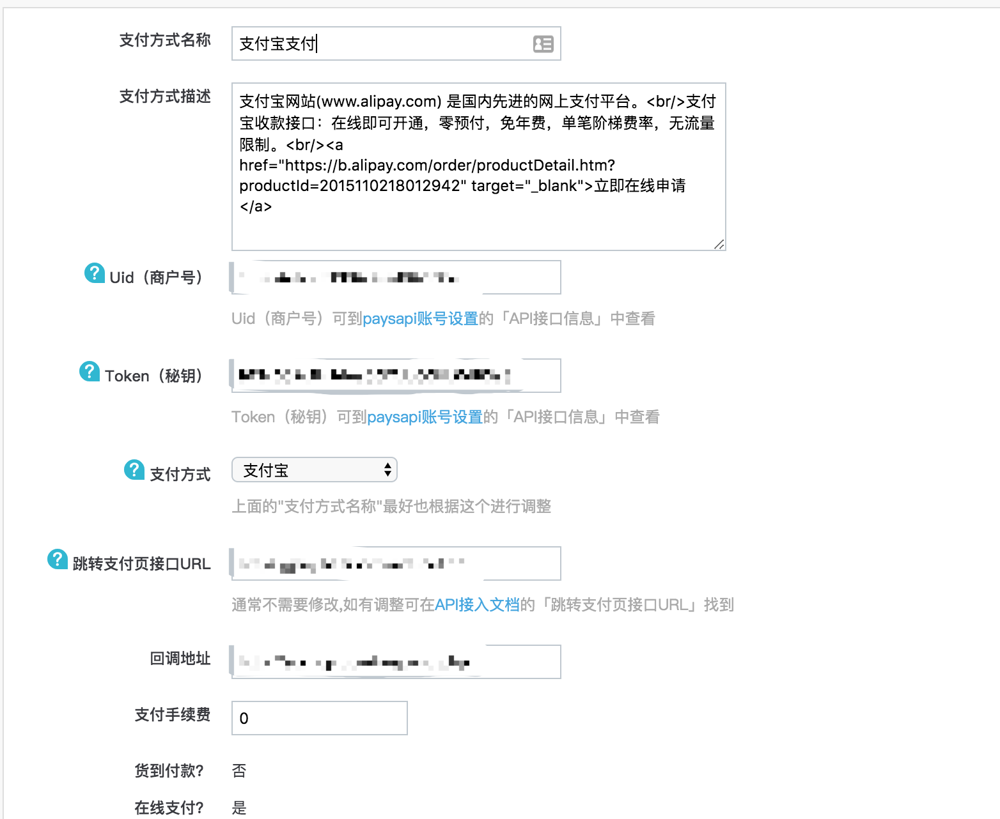 支付方式名称
支付宝支付
支付方式描述
支付宝网站(www.alipay.com) 是国内先进的网上支付平台。<br/>支付
宝收款接口：在线即可开通，零预付，免年费，单笔阶梯费率，无流量
限制。<br/><a
href="https://b.alipay.com/order/productDetail.htm?
productId=2015110218012942" target="_blank">立即在线申请
</a>
? Uid（商户号）
Uid（商户号）可到paysapi账号设置的「API接口信息」中查看
? Token（秘钥）
Token（秘钥）可到paysapi账号设置的「API接口信息」中查看
? 支付方式
支付宝
上面的"支付方式名称"最好也根据这个进行调整
? 跳转支付页接口URL
通常不需要修改,如有调整可在API接入文档的「跳转支付页接口URL」找到
回调地址
支付手续费
0
货到付款?
否
在线支付?
是